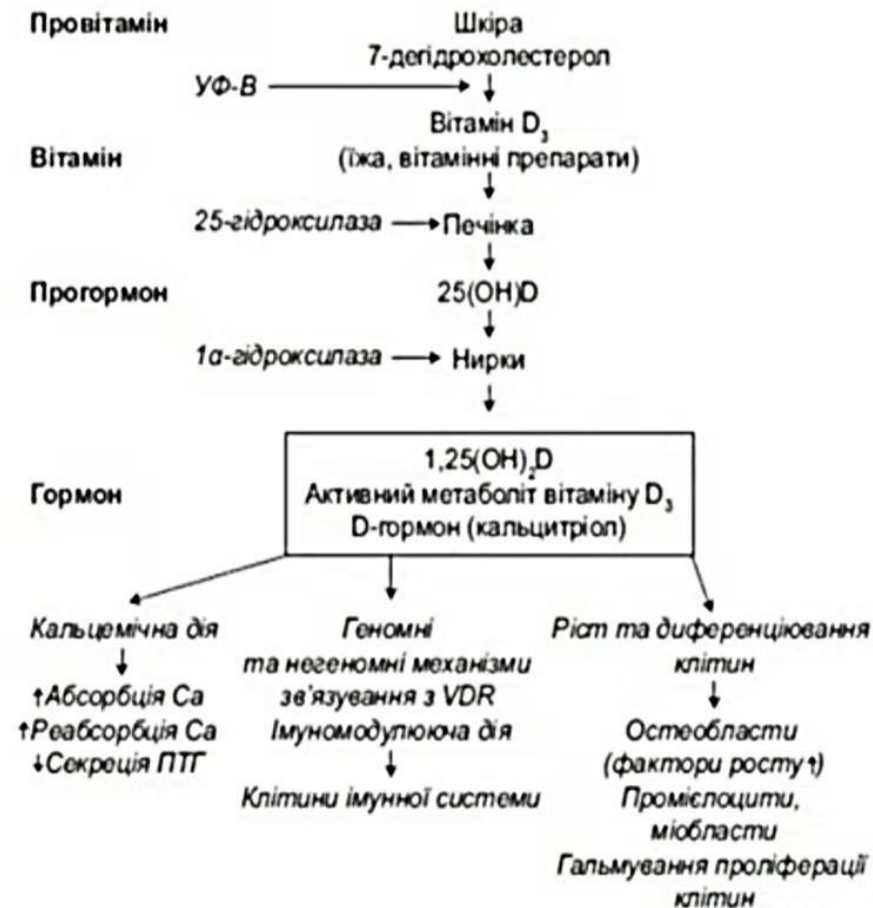 Провітамін
Шкіра
7-дегідрохолестерол
УФ-В
Вітамін D₃
Вітамін
(їжа, вітамінні препарати)
25-гідроксилаза
Печінка
Прогормон
25(OH)D
1α-гідроксилаза
Нирки
1,25(OH)₂D
Гормон
Активний метаболіт вітаміну D₃
D-гормон (кальцитріол)
Кальцемічна дія
↑Абсорбція Са
↑Реабсорбція Са
↓Секреція ПТГ
Геномні
та негеномні механізми
зв'язування з VDR
Імуномодулююча дія
Клітини імунної системи
Ріст та диференціювання
клітин
Остеобласти
(фактори росту↑)
Промієлоцити,
міобласти
Гальмування проліферації
клітин